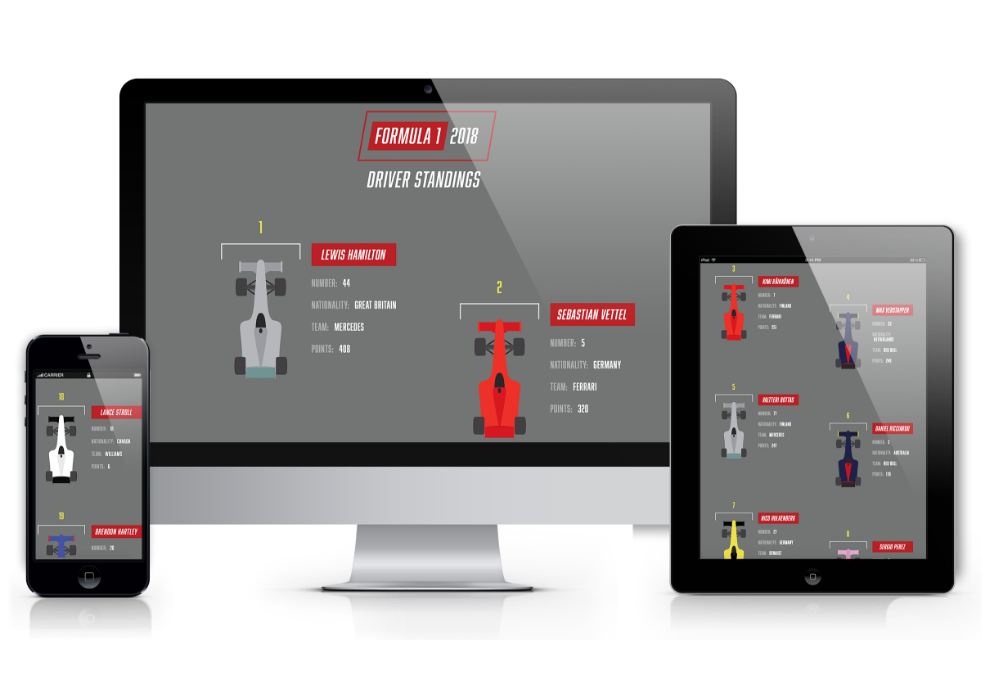 FORMULA 1 2018
DRIVER STANDINGS
1
LEWIS HAMILTON
NUMBER: 44
NATIONALITY: GREAT BRITAIN
TEAM: MERCEDES
POINTS: 408
2
SEBASTIAN VETTEL
NUMBER: 5
NATIONALITY: GERMANY
TEAM: FERRARI
POINTS: 320
CARRIER
18
LANCE STROLL
NUMBER:
NATIONALITY: CANADA
TEAM: WILLIAMS
POINTS: 6
19
BRENDON HARTLEY
NUMBER: 28
iPad
3
KIMI RÄIKKÖNEN
NUMBER: 7
NATIONALITY: FINLAND
TEAM: FERRARI
POINTS:
4
MAX VERSTAPPEN
NUMBER: 33
NATIONALITY:
NETHERLANDS
TEAM: RED BULL
POINTS:
5
VALTTERI BOTTAS
NUMBER: 77
NATIONALITY: FINLAND
TEAM: MERCEDES
POINTS: 247
6
DANIEL RICCIARDO
NUMBER: 3
NATIONALITY: AUSTRALIA
TEAM: RED BULL
POINTS:
7
NICO HULKENBERG
NUMBER: 27
NATIONALITY: GERMANY
TEAM: RENAULT
8
SERGIO PEREZ